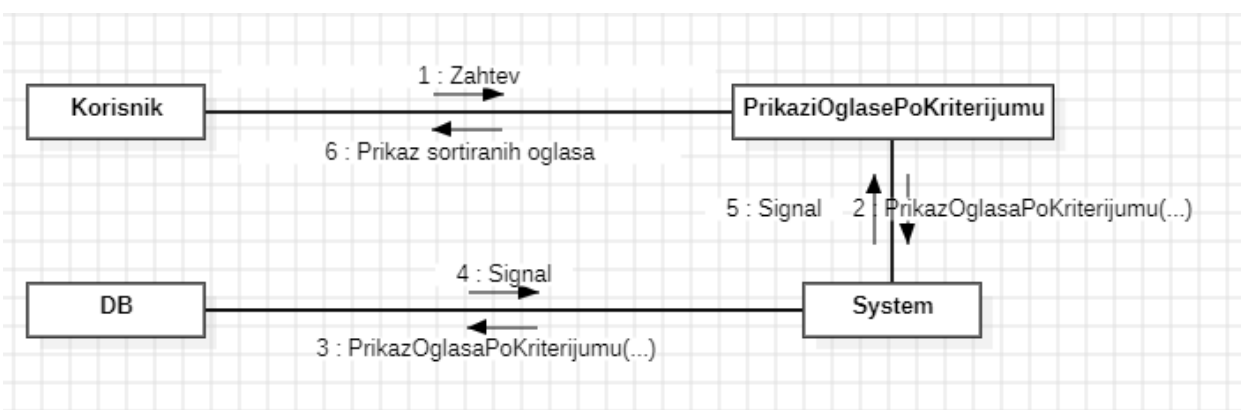 1 : Zahtev
Korisnik
PrikaziOglasePoKriterijumu
6 : Prikaz sortiranih oglasa
5 : Signal
2 : PrikazOglasaPoKriterijumu(...)
4 : Signal
DB
System
3 : PrikazOglasaPoKriterijumu(...)